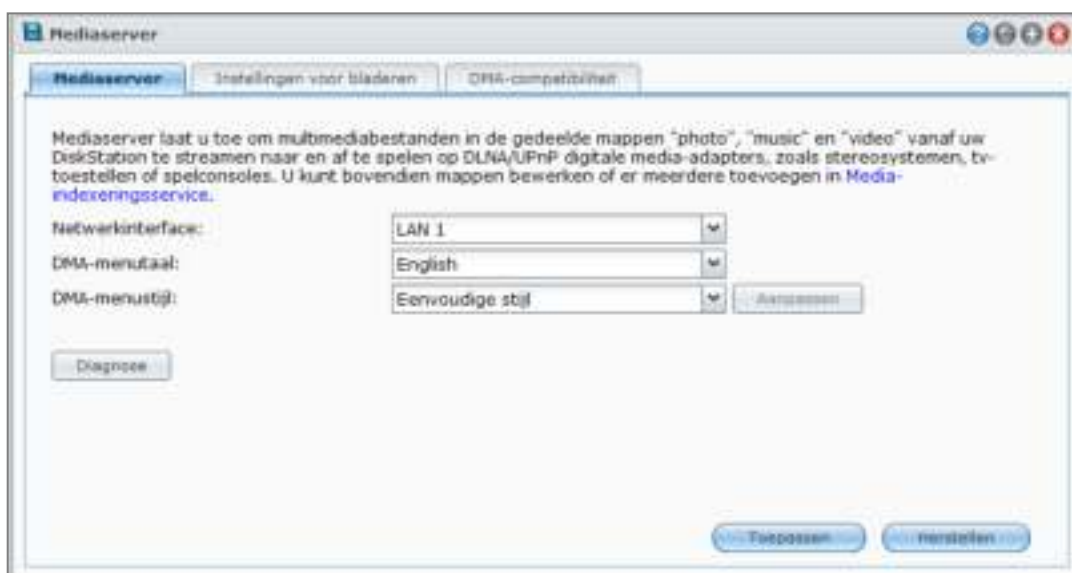 Mediaserver
Mediaserver Instellingen voor bladeren DMA-compatibiliteit
Mediaserver laat u toe om multimediabestanden in de gedeelde mappen "photo", "music" en "video" vanaf uw
DiskStation te streamen naar en af te spelen op DLNA/UPnP digitale media-adapters, zoals stereosystemen, tv-
toestellen of spelconsoles. U kunt bovendien mappen bewerken of er meerdere toevoegen in Media-
indexeringsservice.
Netwerkinterface: LAN 1
DMA-menutaal: English
DMA-menustijl: Eenvoudige stijl Aanpassen
Diagnose
Toepassen Herstellen